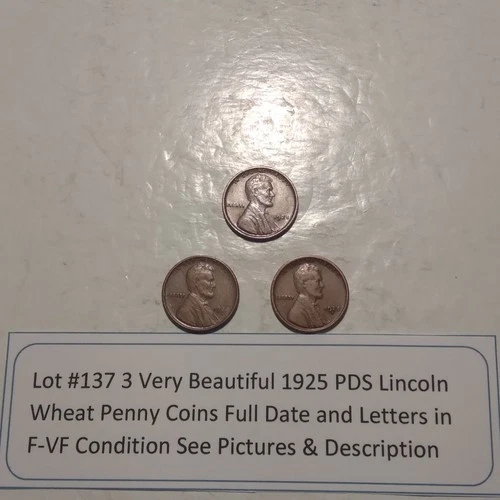 Lot #137 3 Very Beautiful 1925 PDS Lincoln
Wheat Penny Coins Full Date and Letters in
F-VF Condition See Pictures & Description